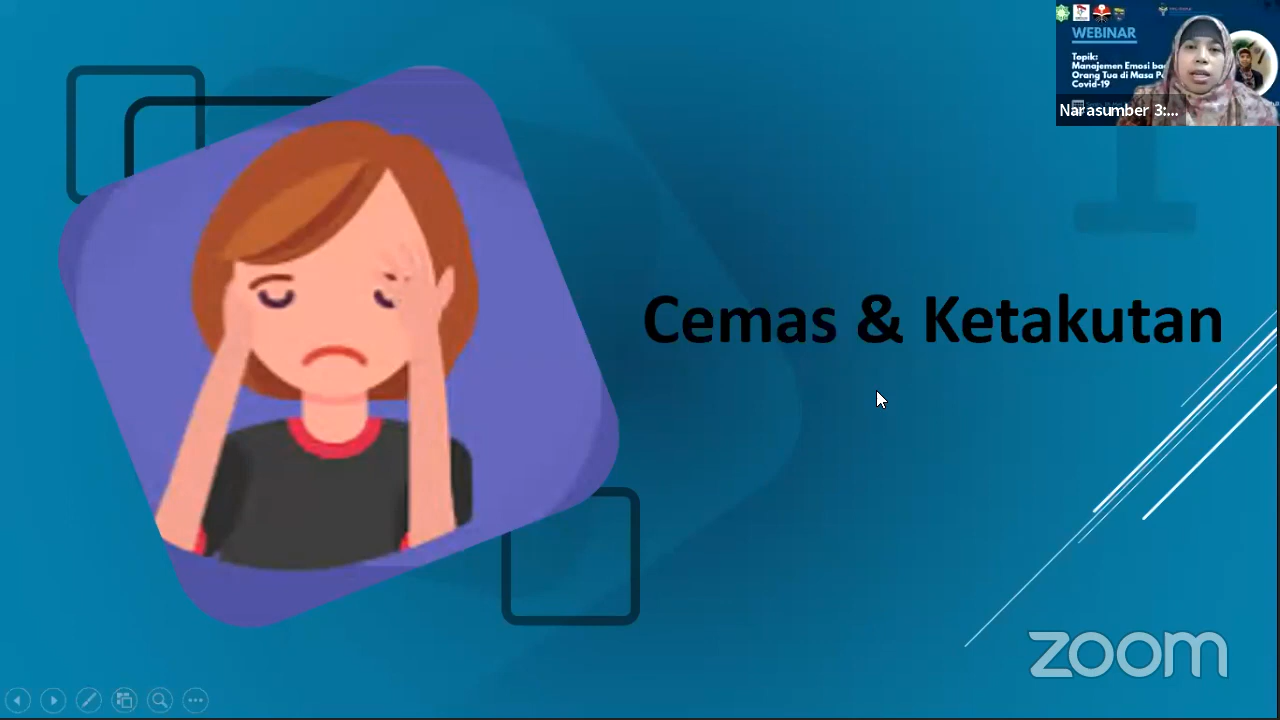 WEBINAR
Topik:
Manajemen Emosi ba
Orang Tua di Masa P
Covid-19
Narasumber 3:...
Cemas & Ketakutan
zoom